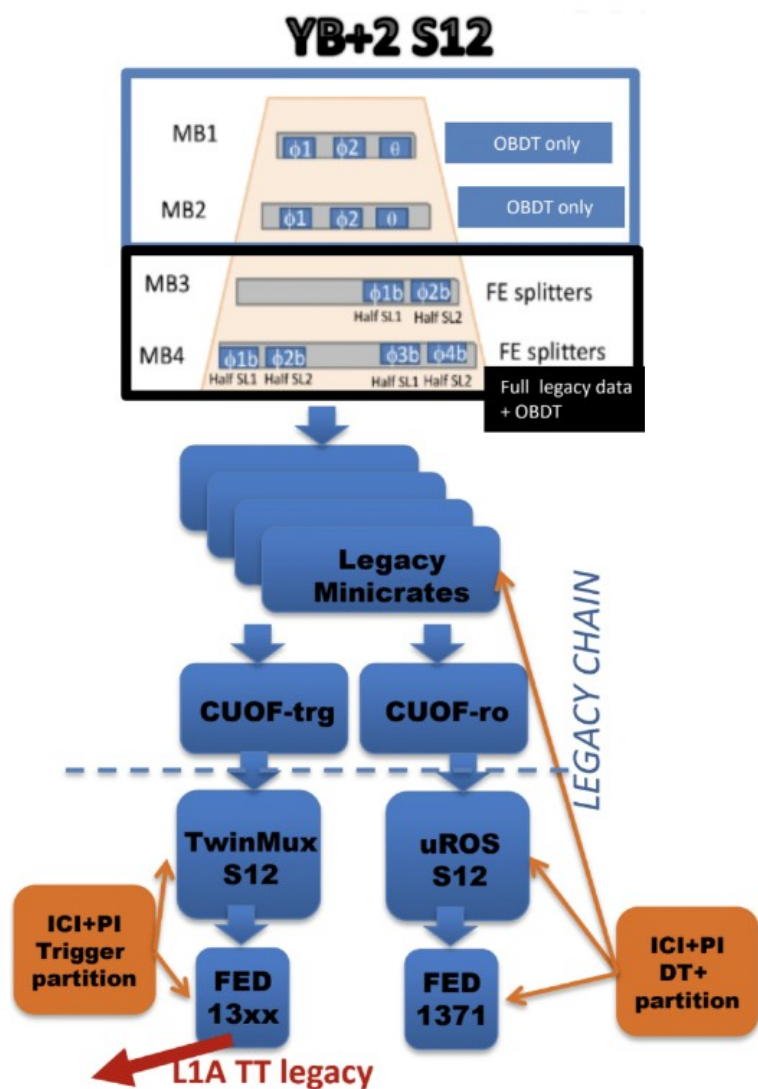 YB+2 S12
MB1
ϕ1 ϕ2 θ
OBDT only
MB2
ϕ1 ϕ2 θ
OBDT only
MB3
ϕ1b ϕ2b
FE splitters
Half SL1 Half SL2
MB4
ϕ1b ϕ2b ϕ3b ϕ4b
FE splitters
Half SL1 Half SL2 Half SL1 Half SL2
Full legacy data
+ OBDT
Legacy
Minicrates
LEGACY CHAIN
CUOF-trg
CUOF-ro
TwinMux
S12
uROS
S12
ICI+PI
Trigger
partition
ICI+PI
DT+
partition
FED
13xx
FED
1371
L1A TT legacy